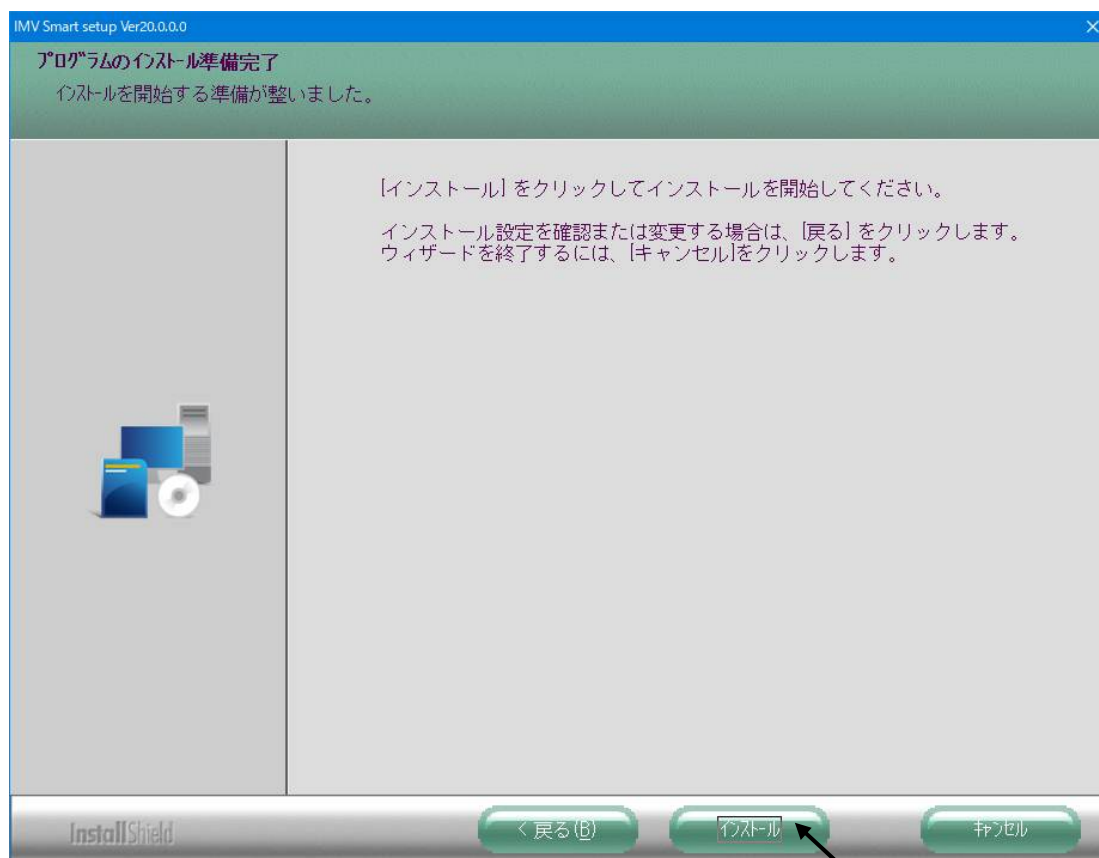 IMV Smart setup Ver20.0.0.0
ﾌﾟﾛｸﾞﾗﾑのｲﾝｽﾄｰﾙ準備完了
ｲﾝｽﾄｰﾙを開始する準備が整いました。
[インストール] をクリックしてインストールを開始してください。
インストール設定を確認または変更する場合は、[戻る] をクリックします。
ウィザードを終了するには、[キャンセル]をクリックします。
InstallShield
< 戻る(B)
ｲﾝｽﾄｰﾙ
ｷｬﾝｾﾙ